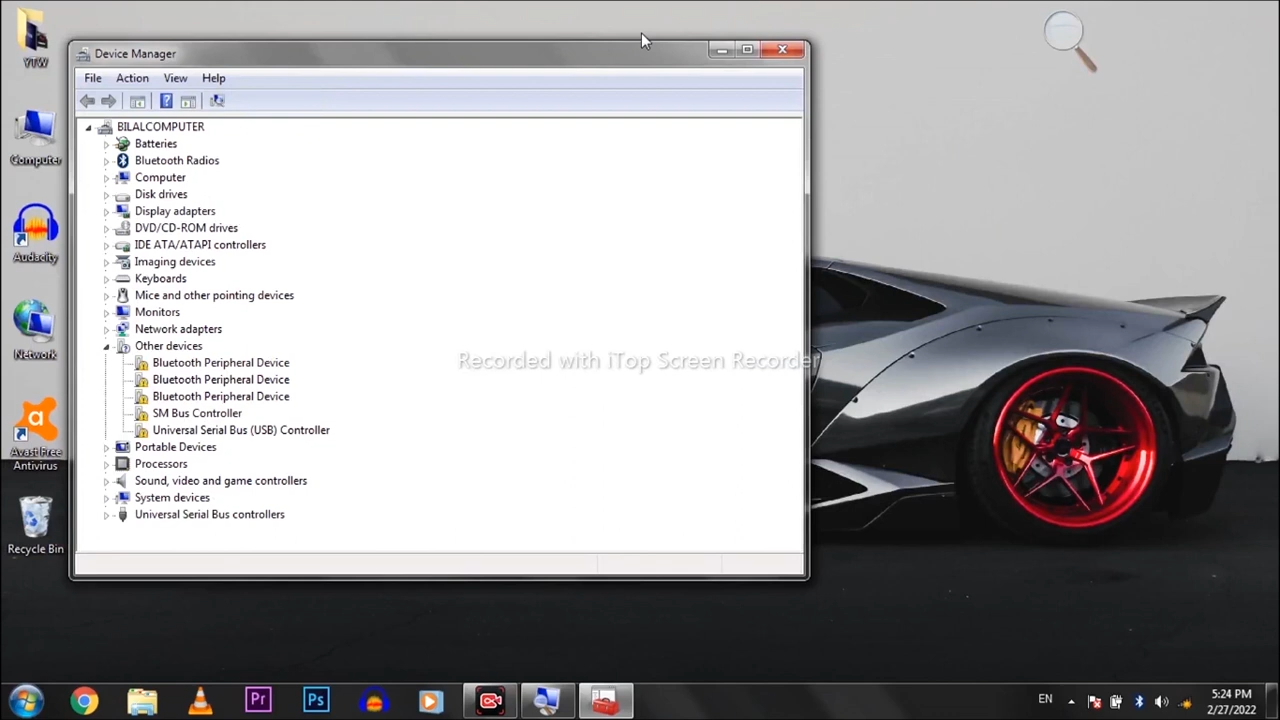 YTW
Computer
Audacity
Network
Avast Free
Antivirus
Recycle Bin
Device Manager
File Action View Help
BILALCOMPUTER
Batteries
Bluetooth Radios
Computer
Disk drives
Display adapters
DVD/CD-ROM drives
IDE ATA/ATAPI controllers
Imaging devices
Keyboards
Mice and other pointing devices
Monitors
Network adapters
Other devices
Bluetooth Peripheral Device
Bluetooth Peripheral Device
Bluetooth Peripheral Device
SM Bus Controller
Universal Serial Bus (USB) Controller
Portable Devices
Processors
Sound, video and game controllers
System devices
Universal Serial Bus controllers
Recorded with iTop Screen Recorder
Pr
Ps
EN
5:24 PM
2/27/2022